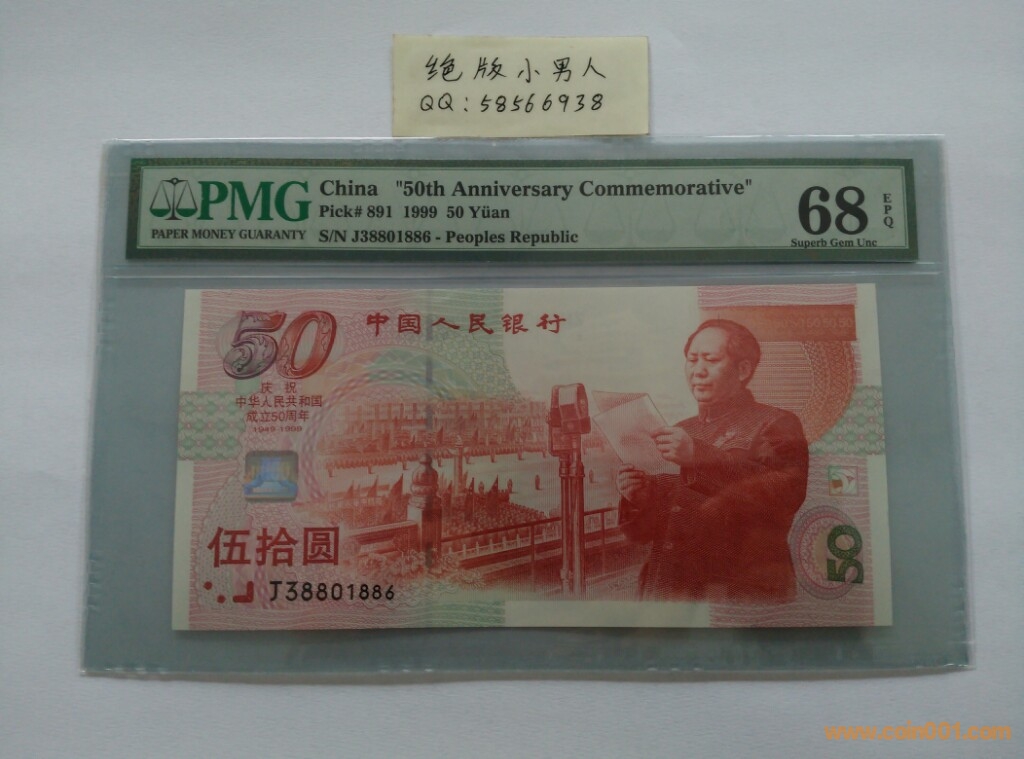 绝版小男人
QQ:58566938
PMG
PAPER MONEY GUARANTY
China "50th Anniversary Commemorative"
Pick# 891 1999 50 Yüan
S/N J38801886 - Peoples Republic
68
EPQ
Superb Gem Unc
50
中国人民银行
庆祝
中华人民共和国
成立50周年
1949-1999
伍拾圆
J38801886
50
www.coin001.com